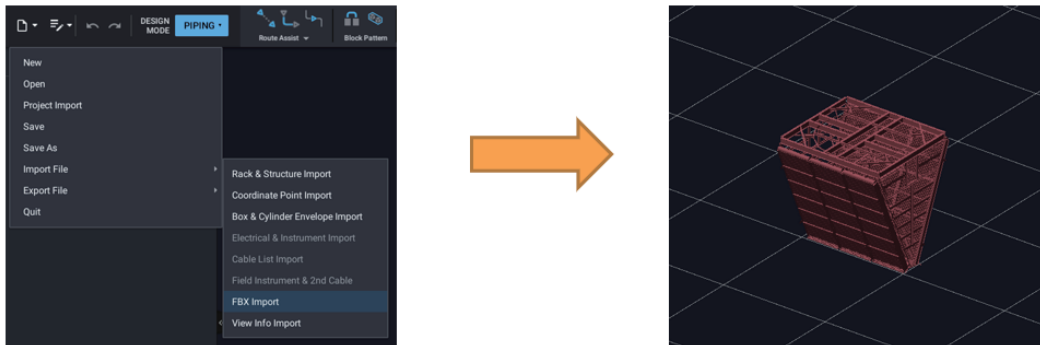 DESIGN
MODE
PIPING
Route Assist
Block Pattern
New
Open
Project Import
Save
Save As
Import File
Export File
Quit
Rack & Structure Import
Coordinate Point Import
Box & Cylinder Envelope Import
Electrical & Instrument Import
Cable List Import
Field Instrument & 2nd Cable
FBX Import
View Info Import